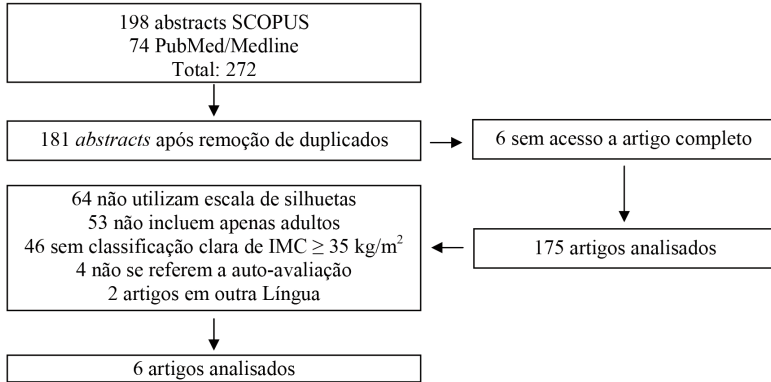 198 abstracts SCOPUS
74 PubMed/Medline
Total: 272
181 abstracts após remoção de duplicados
6 sem acesso a artigo completo
175 artigos analisados
64 não utilizam escala de silhuetas
53 não incluem apenas adultos
46 sem classificação clara de IMC ≥ 35 kg/m²
4 não se referem a auto-avaliação
2 artigos em outra Língua
6 artigos analisados